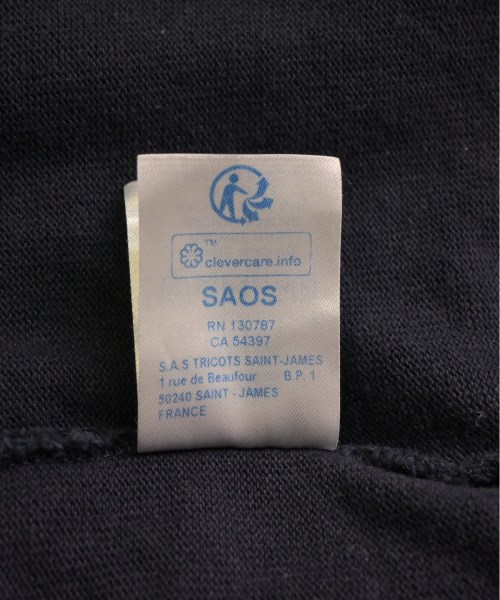 TM
clevercare.info
SAOS
RN 130787
CA 54397
S.A.S TRICOTS SAINT-JAMES
1 rue de Beaufour B.P. 1
50240 SAINT - JAMES
FRANCE